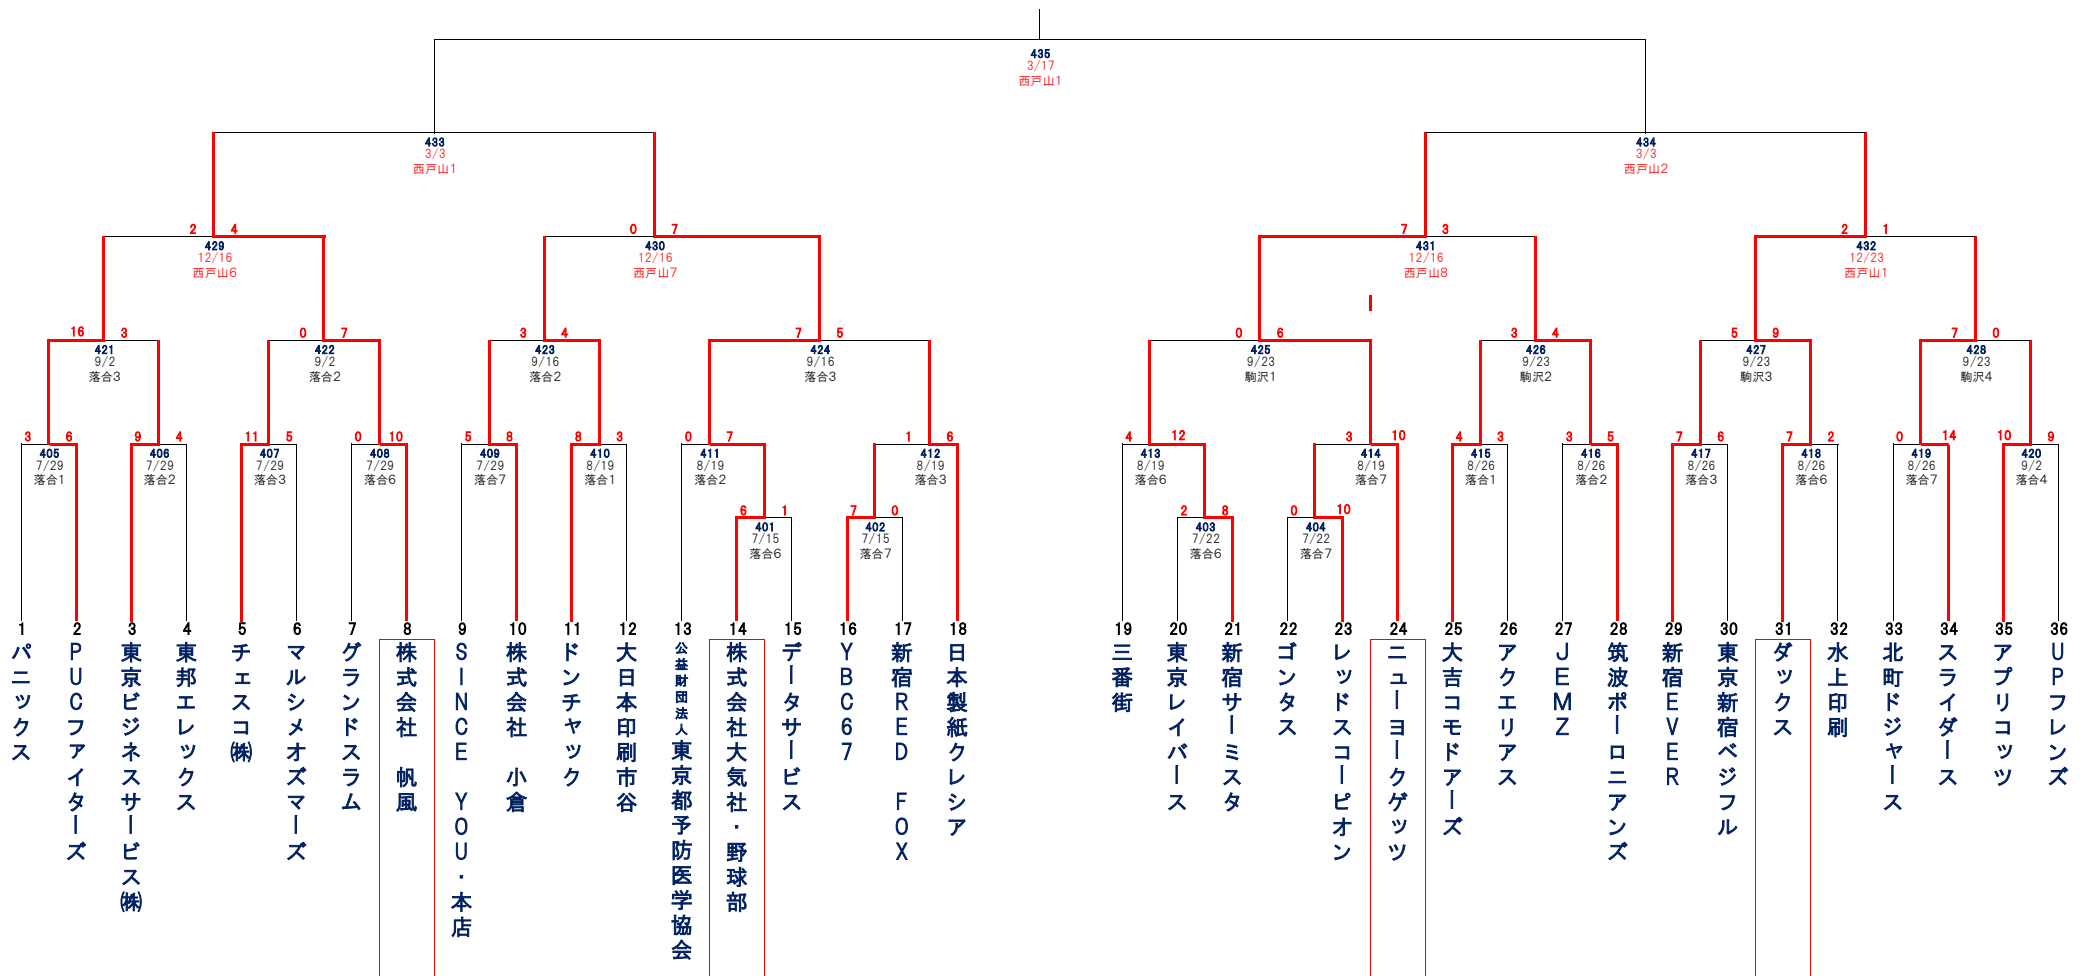 435
3/17
西戸山1
433
3/3
西戸山1
434
3/3
西戸山2
2 4
429
12/16
西戸山6
0 7
430
12/16
西戸山7
7 3
431
12/16
西戸山8
2 1
432
12/23
西戸山1
16 3
421
9/2
落合3
0 7
422
9/2
落合2
3 4
423
9/16
落合2
7 5
424
9/16
落合3
0 6
425
9/23
駒沢1
3 4
426
9/23
駒沢2
5 9
427
9/23
駒沢3
7 0
428
9/23
駒沢4
3 6
405
7/29
落合1
9 4
406
7/29
落合2
11 5
407
7/29
落合3
0 10
408
7/29
落合6
5 8
409
7/29
落合7
8 3
410
8/19
落合1
0 7
411
8/19
落合2
1 6
412
8/19
落合3
4 12
413
8/19
落合6
3 10
414
8/19
落合7
4 3
415
8/26
落合1
3 5
416
8/26
落合2
7 6
417
8/26
落合3
7 2
418
8/26
落合6
0 14
419
8/26
落合7
10 9
420
9/2
落合4
6 1
401
7/15
落合6
7 0
402
7/15
落合7
2 8
403
7/22
落合6
0 10
404
7/22
落合7
1
パニックス
2
PUCファイターズ
3
東京ビジネスサービス㈱
4
東邦エレックス
5
チェスコ㈱
6
マルシメオズマーズ
7
グランドスラム
8
株式会社 帆風
9
SINCE YOU・本店
10
株式会社 小倉
11
ドンチャック
12
大日本印刷市谷
13
公益財団法人東京都予防医学協会
14
株式会社大気社・野球部
15
データサービス
16
YBC67
17
新宿RED FOX
18
日本製紙クレシア
19
三番街
20
東京レイバース
21
新宿サーミスタ
22
ゴンタス
23
レッドスコーピオン
24
ニューヨークゲッツ
25
大吉コモドアーズ
26
アクエリアス
27
JEMZ
28
筑波ポーロニアンズ
29
新宿EVER
30
東京新宿ベジフル
31
ダックス
32
水上印刷
33
北町ドジャース
34
スライダース
35
アプリコッツ
36
UPフレンズ